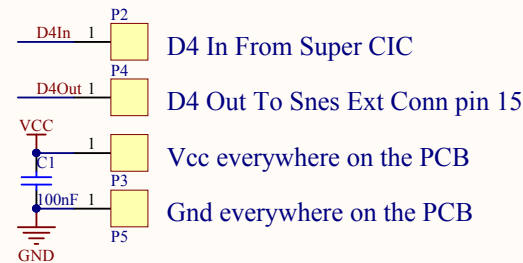 P2
D4In 1 D4 In From Super CIC
P4
D4Out 1 D4 Out To Snes Ext Conn pin 15
VCC
1 Vcc everywhere on the PCB
C1
P3
100nF 1 Gnd everywhere on the PCB
P5
GND